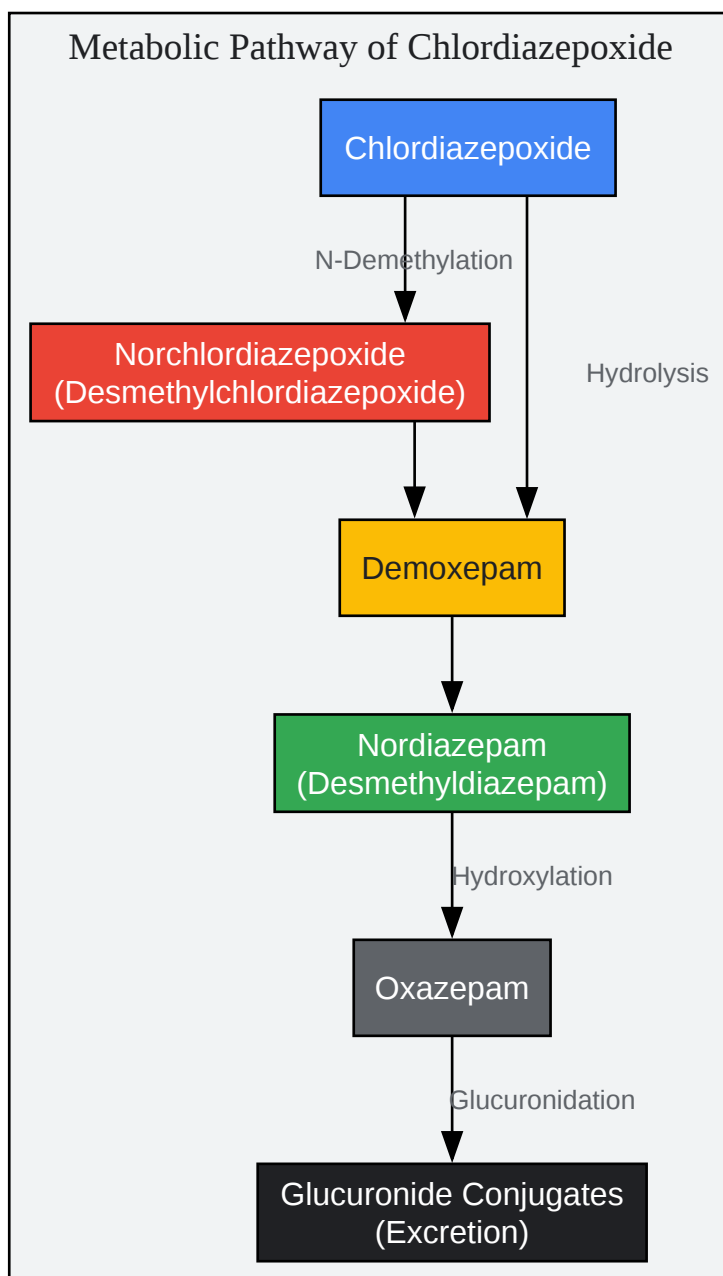 Metabolic Pathway of Chlordiazepoxide
Chlordiazepoxide
N-Demethylation
Norchlordiazepoxide
(Desmethylchlordiazepoxide)
Hydrolysis
Demoxepam
Nordiazepam
(Desmethyldiazepam)
Hydroxylation
Oxazepam
Glucuronidation
Glucuronide Conjugates
(Excretion)